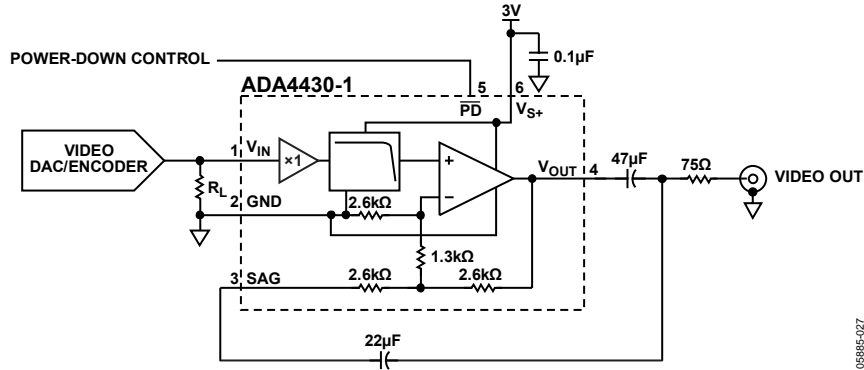 3V
POWER-DOWN CONTROL
0.1µF
ADA4430-1
5
6
PD
VS+
VIDEO
DAC/ENCODER
1
VIN
×1
+
−
VOUT
4
47µF
75Ω
VIDEO OUT
RL
2
GND
2.6kΩ
1.3kΩ
3
SAG
2.6kΩ
2.6kΩ
22µF
05885-027